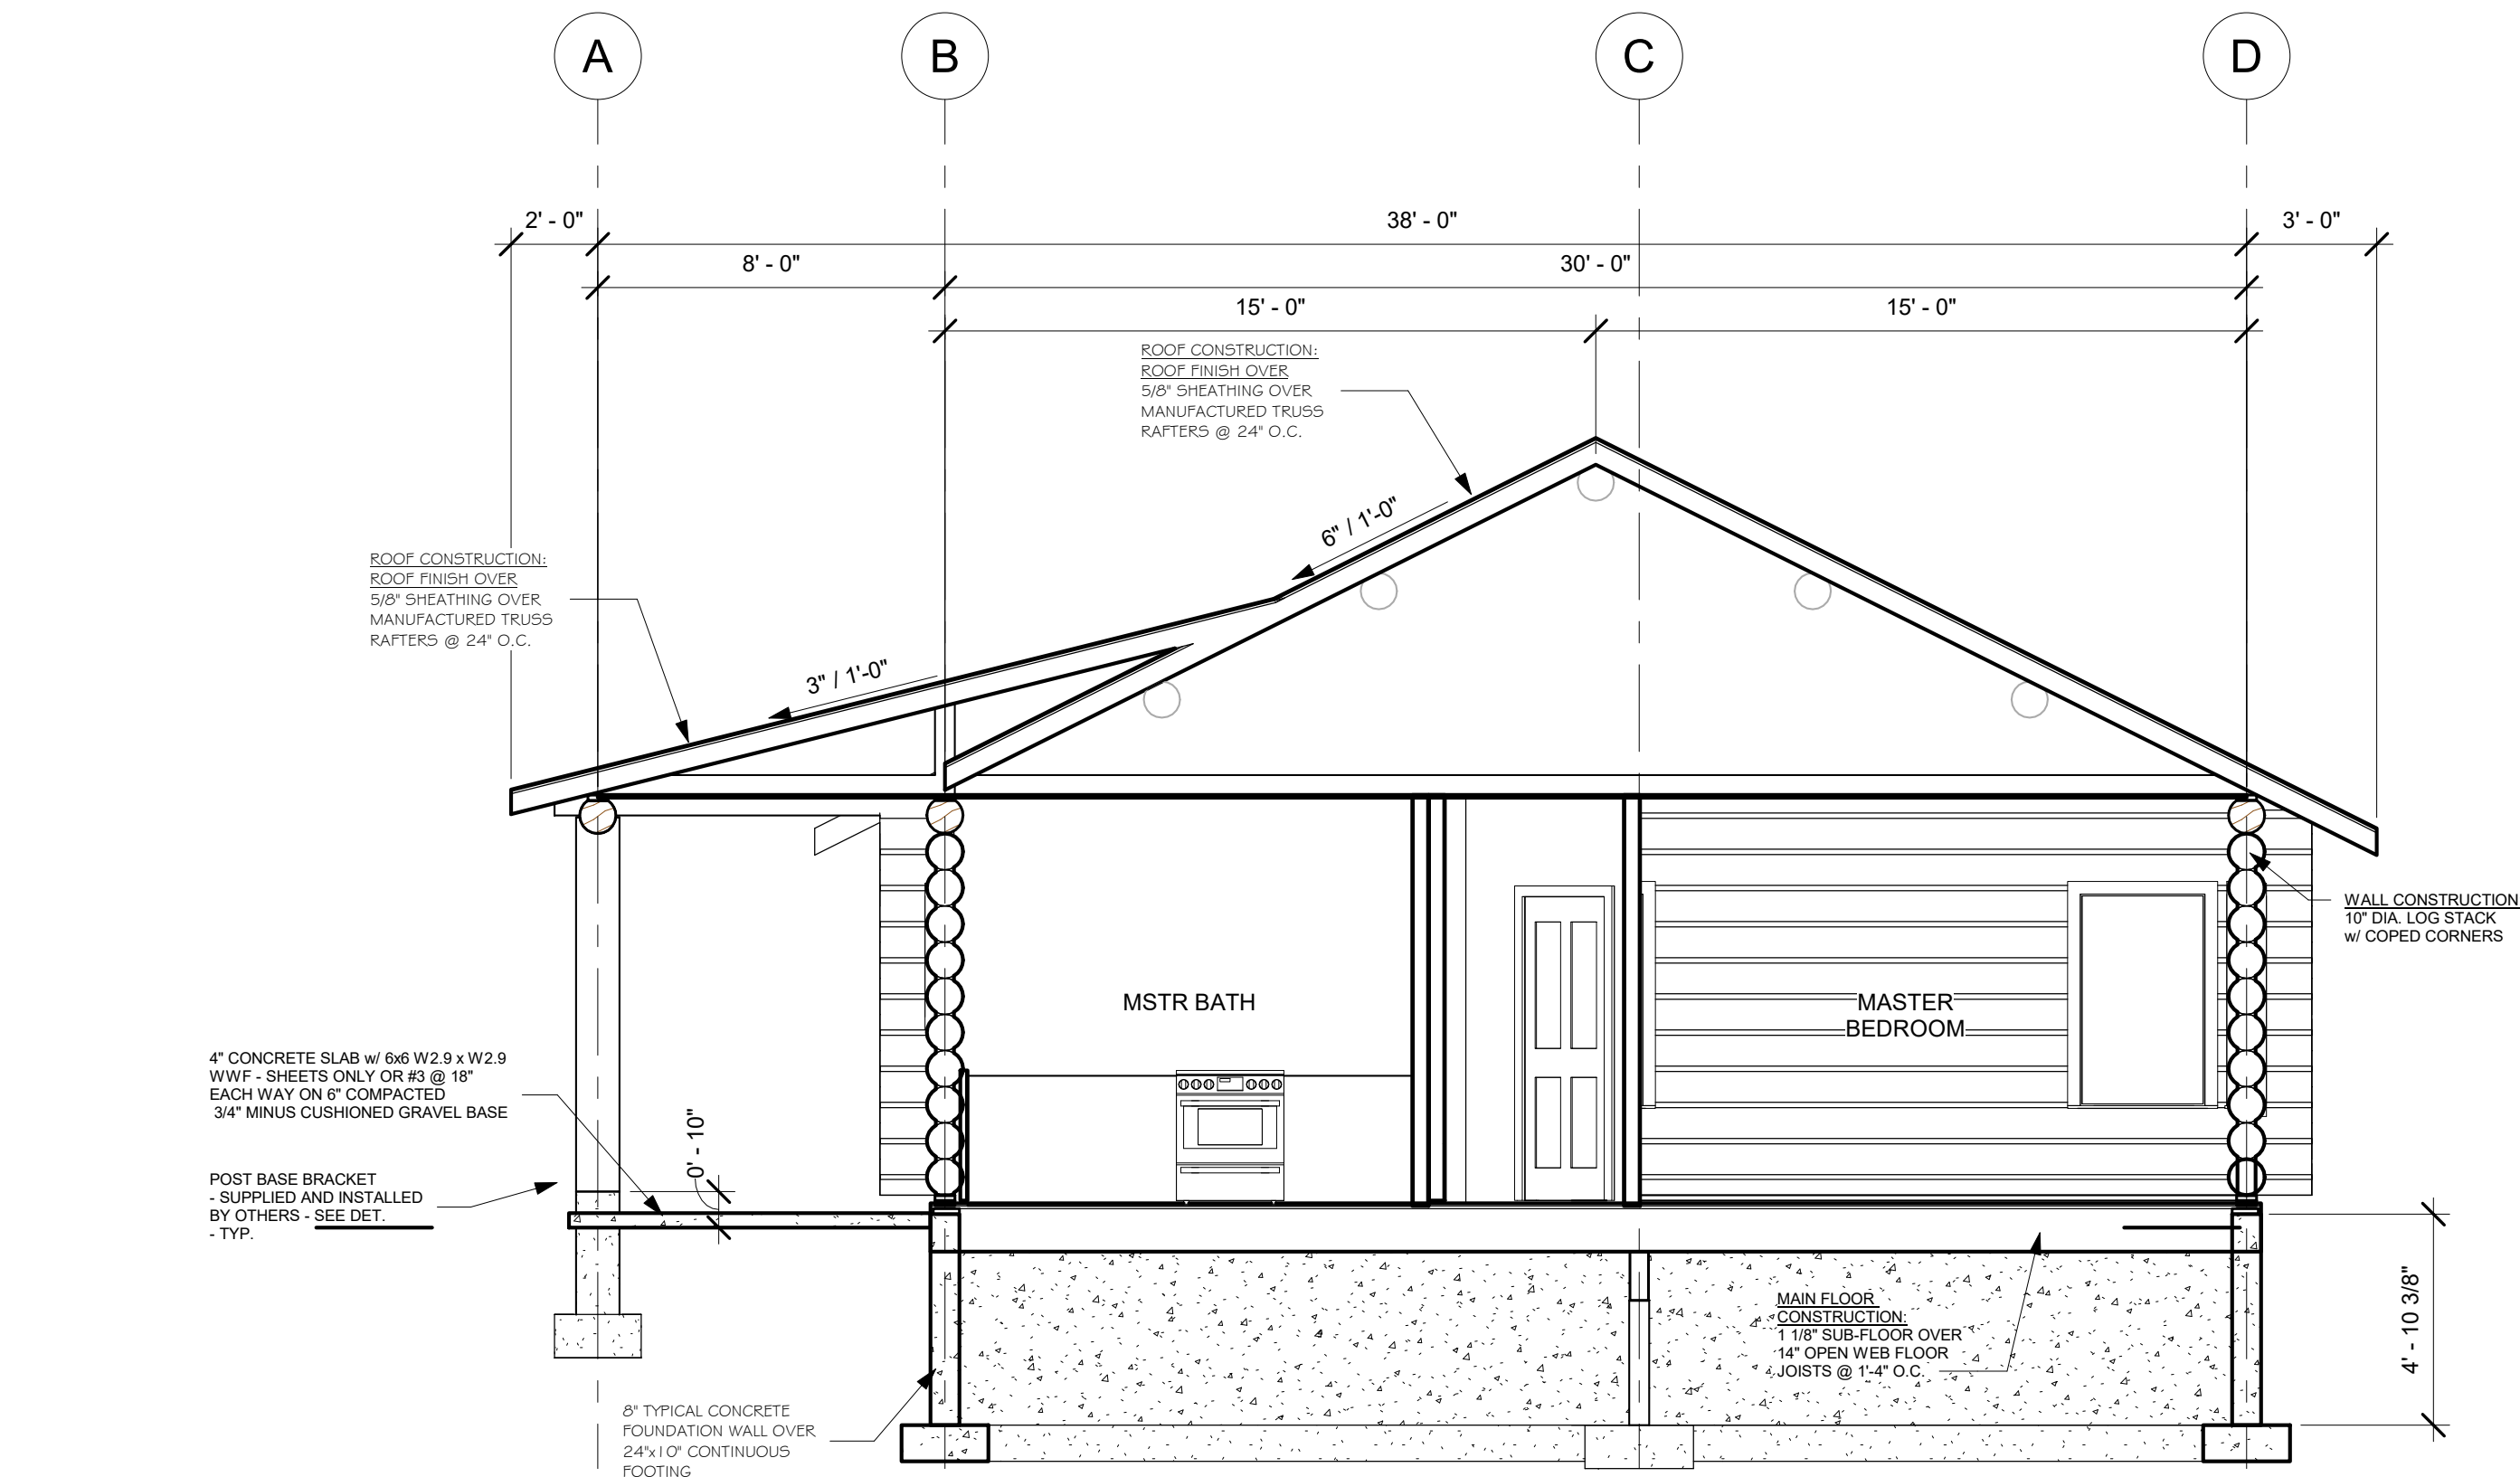 A
B
C
D
2' - 0"
38' - 0"
3' - 0"
8' - 0"
30' - 0"
15' - 0"
15' - 0"
ROOF CONSTRUCTION:
ROOF FINISH OVER
5/8" SHEATHING OVER
MANUFACTURED TRUSS
RAFTERS @ 24" O.C.
6" / 1'-0"
ROOF CONSTRUCTION:
ROOF FINISH OVER
5/8" SHEATHING OVER
MANUFACTURED TRUSS
RAFTERS @ 24" O.C.
3" / 1'-0"
WALL CONSTRUCTION
10" DIA. LOG STACK
w/ COPED CORNERS
MSTR BATH
MASTER
BEDROOM
4" CONCRETE SLAB w/ 6x6 W2.9 x W2.9
WWF - SHEETS ONLY OR #3 @ 18"
EACH WAY ON 6" COMPACTED
3/4" MINUS CUSHIONED GRAVEL BASE
0' - 10"
POST BASE BRACKET
- SUPPLIED AND INSTALLED
BY OTHERS - SEE DET.
- TYP.
MAIN FLOOR
CONSTRUCTION:
1 1/8" SUB-FLOOR OVER
14" OPEN WEB FLOOR
JOISTS @ 1'-4" O.C.
4' - 10 3/8"
8" TYPICAL CONCRETE
FOUNDATION WALL OVER
24"x10" CONTINUOUS
FOOTING